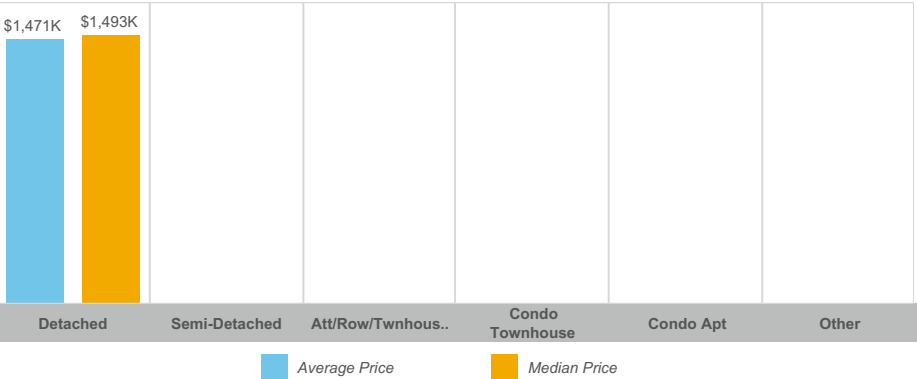 $1,471K
$1,493K
Detached
Semi-Detached
Att/Row/Twnhous..
Condo
Townhouse
Condo Apt
Other
Average Price
Median Price